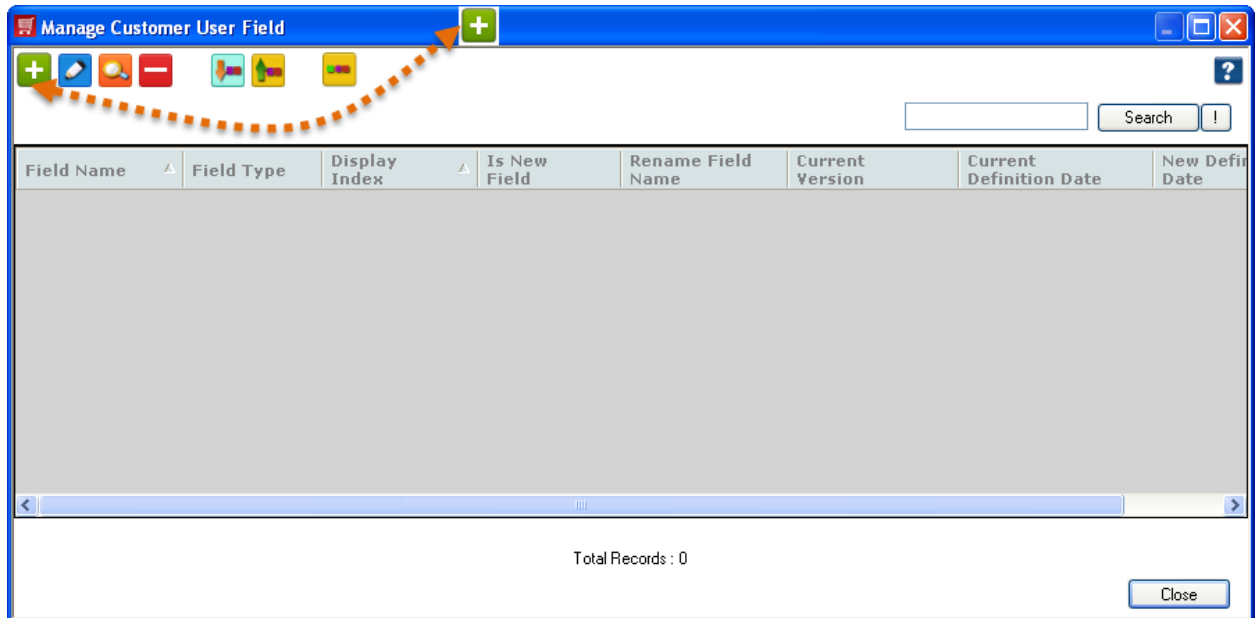 Manage Customer User Field
?
Search !
Field Name Field Type Display Index Is New Field Rename Field Name Current Version Current Definition Date New Defin Date
Total Records : 0
Close